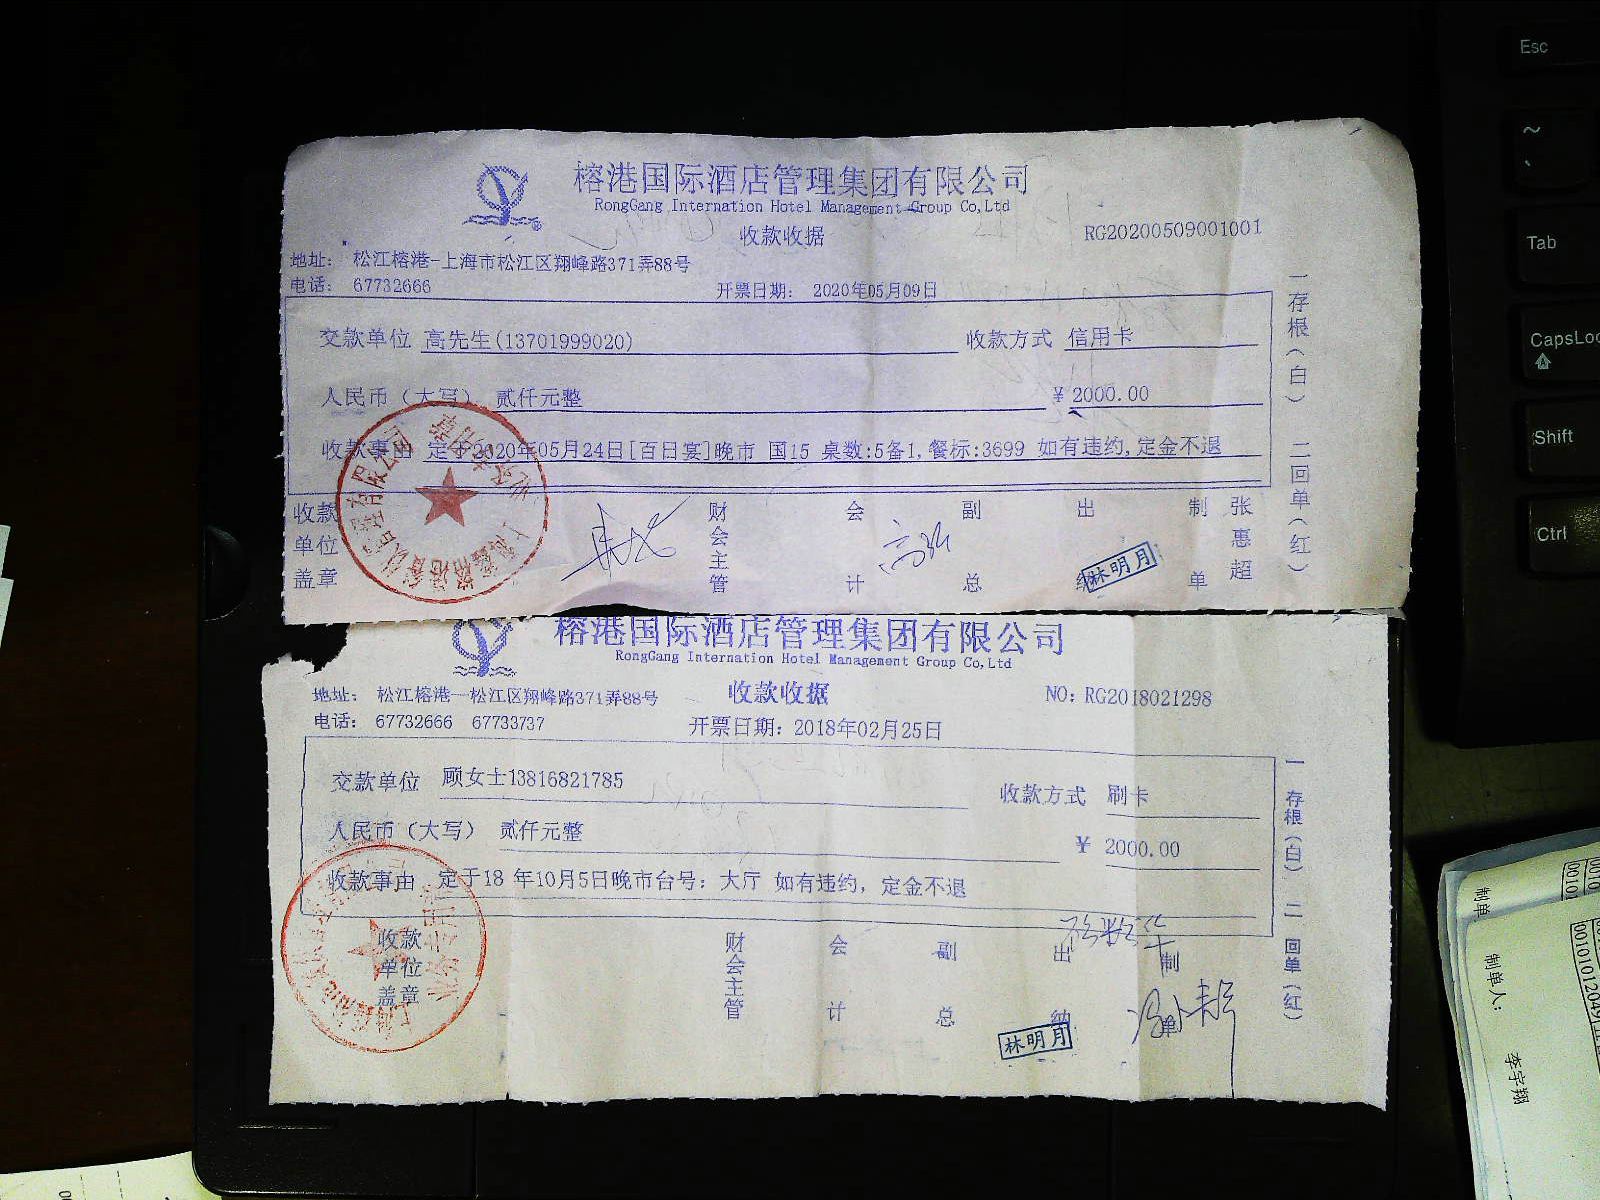 榕港国际酒店管理集团有限公司
RongGang Internation Hotel Management Group Co,Ltd
收款收据
RG20200509001001
地址： 松江榕港-上海市松江区翔峰路371弄88号
电话： 67732666
开票日期： 2020年05月09日
交款单位 高先生(13701999020)
收款方式 信用卡
人民币（大写） 贰仟元整
¥ 2000.00
收款事由 定于2020年05月24日[百日宴]晚市 国15 桌数:5备1,餐标:3699 如有违约,定金不退
收款单位盖章
财会主管
会计
副总
出纳
林明月
制单
张惠超
一存根（白） 二回单（红）
榕港国际酒店管理集团有限公司
RongGang Internation Hotel Management Group Co,Ltd
收款收据
NO: RG2018021298
地址： 松江榕港一松江区翔峰路371弄88号
电话： 67732666 67733737
开票日期： 2018年02月25日
交款单位 顾女士13816821785
收款方式 刷卡
人民币（大写） 贰仟元整
¥ 2000.00
收款事由 定于18 年10月5日晚市台号：大厅 如有违约，定金不退
收款单位盖章
财会主管
会计
副总
出纳
林明月
制单
一存根（白） 二回单（红）
Esc
~
Tab
CapsLoc
Shift
Ctrl
制单
制单人:
李宇翔